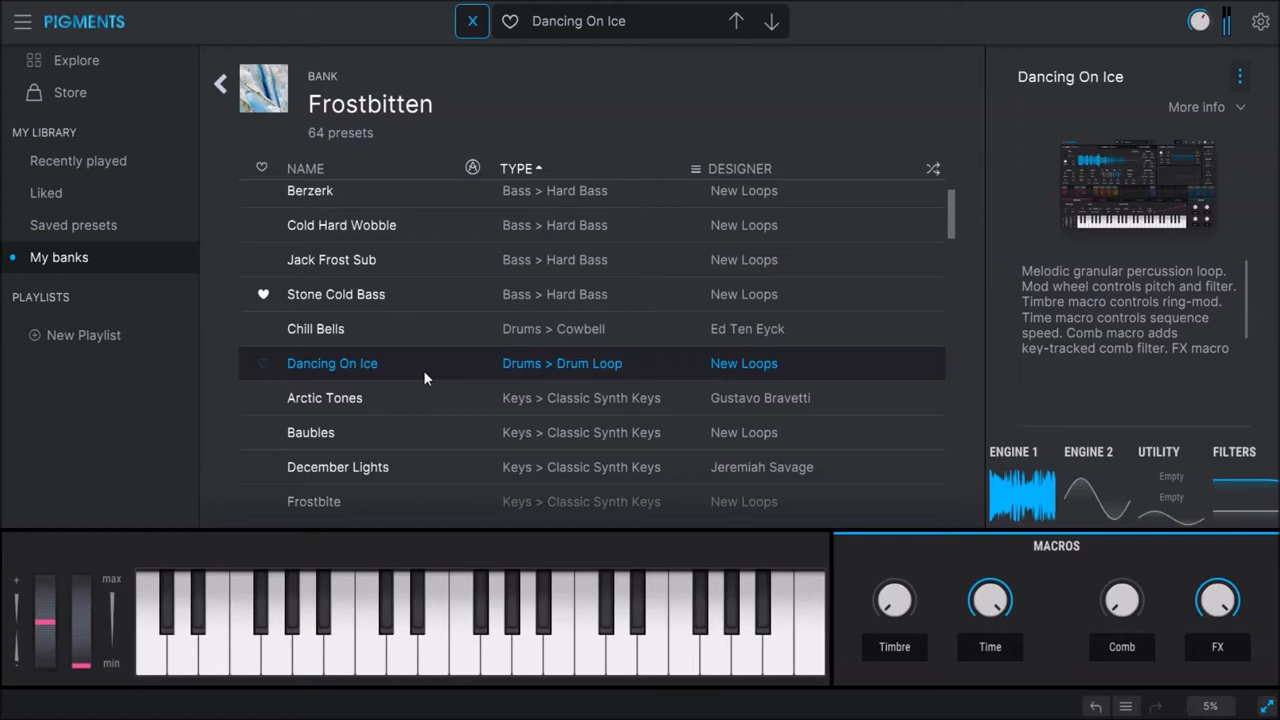 PIGMENTS
X
Dancing On Ice
Explore
Store
MY LIBRARY
Recently played
Liked
Saved presets
My banks
PLAYLISTS
New Playlist
BANK
Frostbitten
64 presets
NAME TYPE DESIGNER
Berzerk Bass > Hard Bass New Loops
Cold Hard Wobble Bass > Hard Bass New Loops
Jack Frost Sub Bass > Hard Bass New Loops
Stone Cold Bass Bass > Hard Bass New Loops
Chill Bells Drums > Cowbell Ed Ten Eyck
Dancing On Ice Drums > Drum Loop New Loops
Arctic Tones Keys > Classic Synth Keys Gustavo Bravetti
Baubles Keys > Classic Synth Keys New Loops
December Lights Keys > Classic Synth Keys Jeremiah Savage
Frostbite Keys > Classic Synth Keys New Loops
Dancing On Ice
More info
Melodic granular percussion loop.
Mod wheel controls pitch and filter.
Timbre macro controls ring-mod.
Time macro controls sequence
speed. Comb macro adds
key-tracked comb filter. FX macro
ENGINE 1 ENGINE 2 UTILITY FILTERS
Empty
Empty
+ max
- min
MACROS
Timbre Time Comb FX
5%